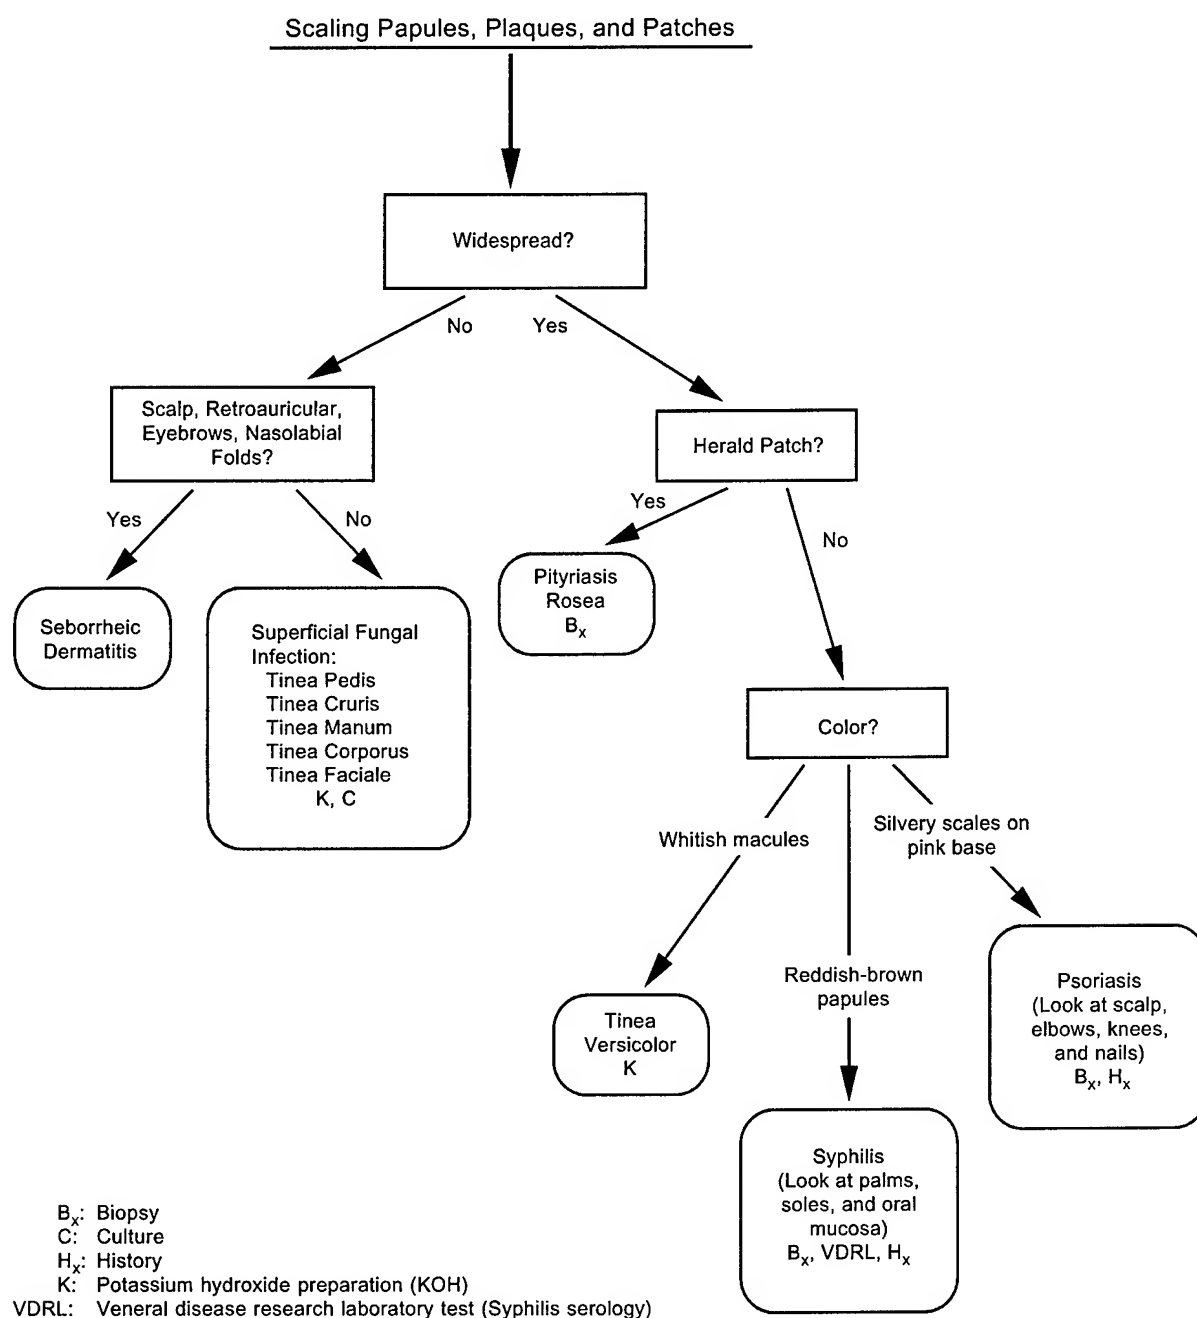 Scaling Papules, Plaques, and Patches
Widespread?
No
Yes
Scalp, Retroauricular,
Eyebrows, Nasolabial
Folds?
Herald Patch?
Yes
No
Yes
No
Seborrheic
Dermatitis
Superficial Fungal
Infection:
Tinea Pedis
Tinea Cruris
Tinea Manum
Tinea Corporus
Tinea Faciale
K, C
Pityriasis
Rosea
Bx
Color?
Whitish macules
Reddish-brown
papules
Silvery scales on
pink base
Tinea
Versicolor
K
Syphilis
(Look at palms,
soles, and oral
mucosa)
Bx, VDRL, Hx
Psoriasis
(Look at scalp,
elbows, knees,
and nails)
Bx, Hx
Bx: Biopsy
C: Culture
Hx: History
K: Potassium hydroxide preparation (KOH)
VDRL: Veneral disease research laboratory test (Syphilis serology)